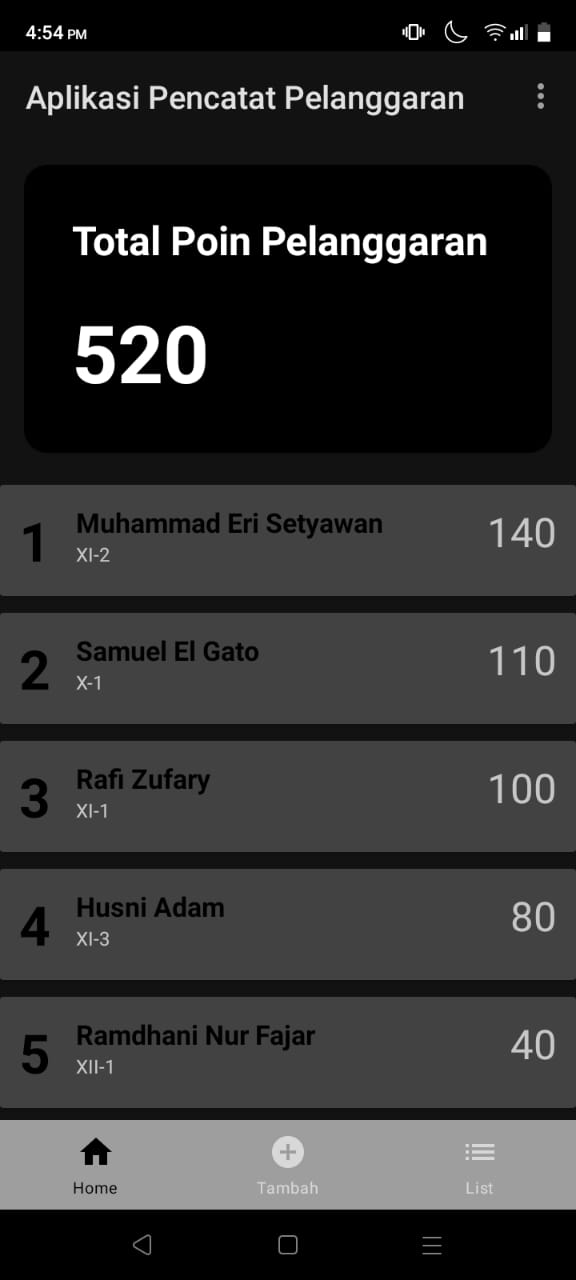 4:54 PM
Aplikasi Pencatat Pelanggaran
Total Poin Pelanggaran
520
1
Muhammad Eri Setyawan
XI-2
140
2
Samuel El Gato
X-1
110
3
Rafi Zufary
XI-1
100
4
Husni Adam
XI-3
80
5
Ramdhani Nur Fajar
XII-1
40
Home
Tambah
List